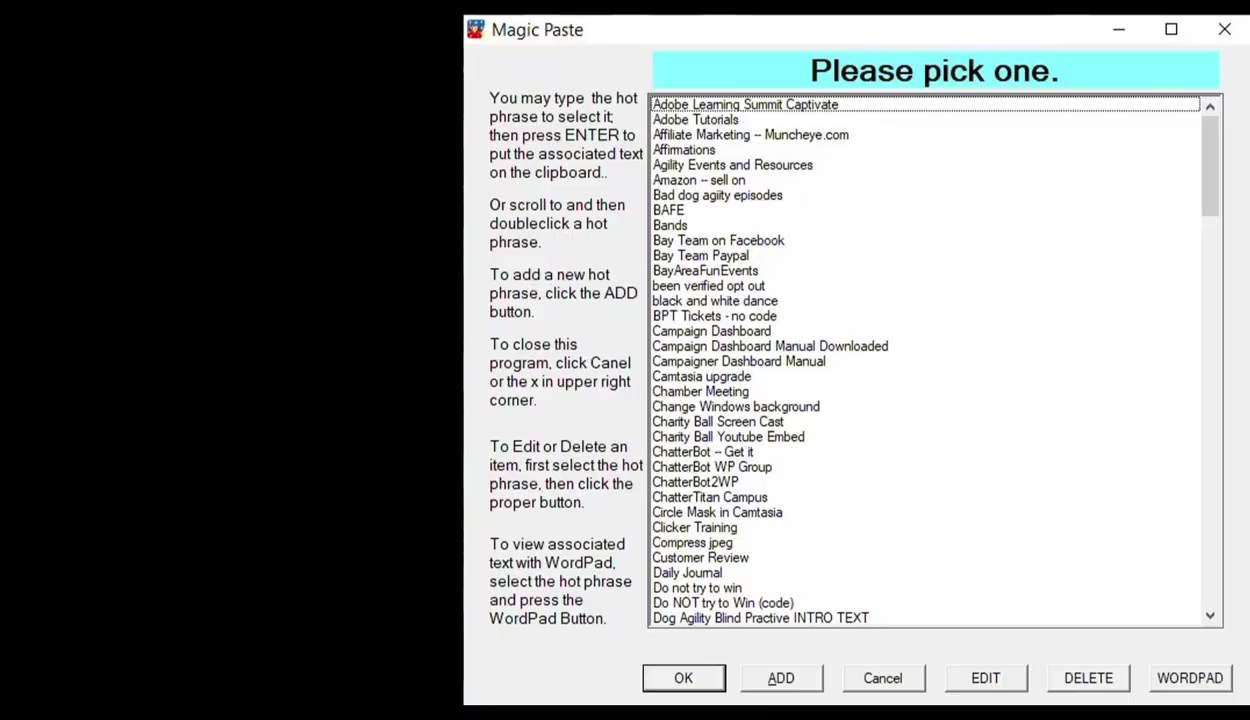 Magic Paste
Please pick one.
You may type the hot
phrase to select it;
then press ENTER to
put the associated text
on the clipboard..
Or scroll to and then
doubleclick a hot
phrase.
To add a new hot
phrase, click the ADD
button.
To close this
program, click Canel
or the x in upper right
corner.
To Edit or Delete an
item, first select the hot
phrase, then click the
proper button.
To view associated
text with WordPad,
select the hot phrase
and press the
WordPad Button.
Adobe Learning Summit Captivate
Adobe Tutorials
Affiliate Marketing -- Muncheye.com
Affirmations
Agility Events and Resources
Amazon -- sell on
Bad dog agiity episodes
BAFE
Bands
Bay Team on Facebook
Bay Team Paypal
BayAreaFunEvents
been verified opt out
black and white dance
BPT Tickets - no code
Campaign Dashboard
Campaign Dashboard Manual Downloaded
Campaigner Dashboard Manual
Camtasia upgrade
Chamber Meeting
Change Windows background
Charity Ball Screen Cast
Charity Ball Youtube Embed
ChatterBot -- Get it
ChatterBot WP Group
ChatterBot2WP
ChatterTitan Campus
Circle Mask in Camtasia
Clicker Training
Compress jpeg
Customer Review
Daily Journal
Do not try to win
Do NOT try to Win (code)
Dog Agility Blind Practive INTRO TEXT
OK ADD Cancel EDIT DELETE WORDPAD